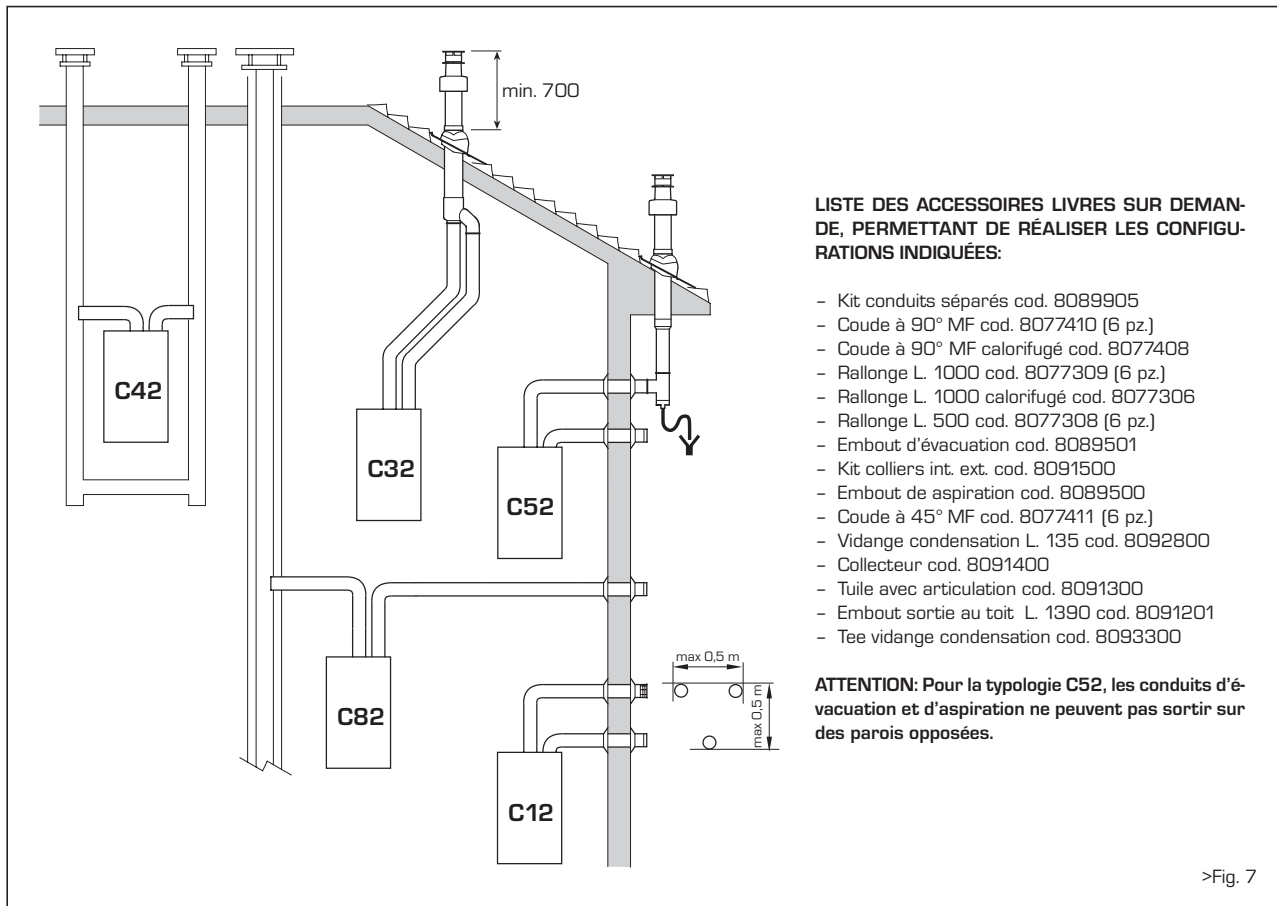 min. 700
C42
C32
C52
C82
C12
max 0,5 m
max 0,5 m
LISTE DES ACCESSOIRES LIVRES SUR DEMAN-
DE, PERMETTANT DE RÉALISER LES CONFIGU-
RATIONS INDIQUÉES:
– Kit conduits séparés cod. 8089905
– Coude à 90° MF cod. 8077410 (6 pz.)
– Coude à 90° MF calorifugé cod. 8077408
– Rallonge L. 1000 cod. 8077309 (6 pz.)
– Rallonge L. 1000 calorifugé cod. 8077306
– Rallonge L. 500 cod. 8077308 (6 pz.)
– Embout d'évacuation cod. 8089501
– Kit colliers int. ext. cod. 8091500
– Embout de aspiration cod. 8089500
– Coude à 45° MF cod. 8077411 (6 pz.)
– Vidange condensation L. 135 cod. 8092800
– Collecteur cod. 8091400
– Tuile avec articulation cod. 8091300
– Embout sortie au toit L. 1390 cod. 8091201
– Tee vidange condensation cod. 8093300
ATTENTION: Pour la typologie C52, les conduits d'é-
vacuation et d'aspiration ne peuvent pas sortir sur
des parois opposées.
>Fig. 7